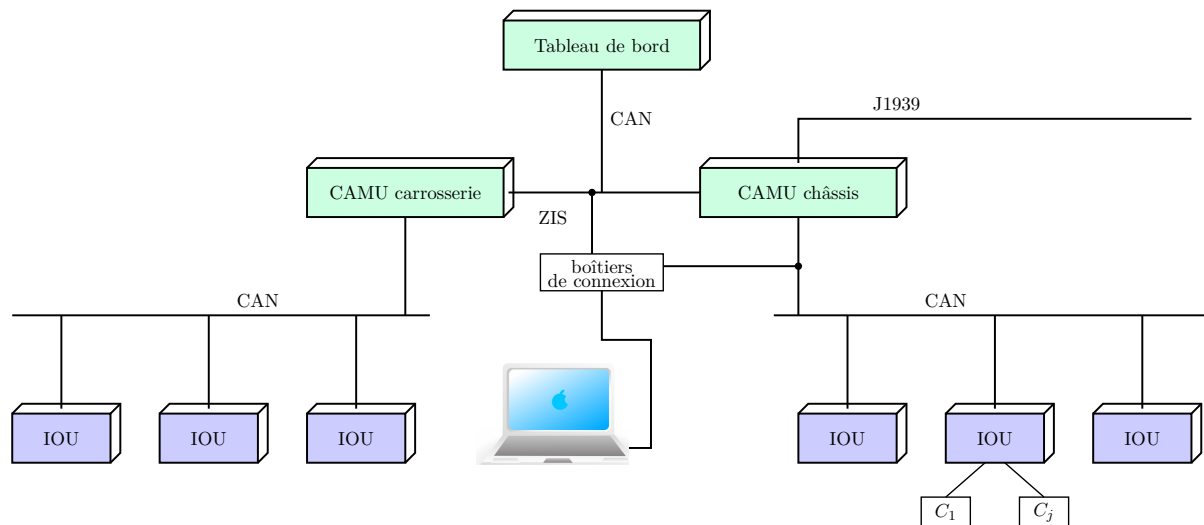 Tableau de bord
J1939
CAN
CAMU carrosserie
CAMU châssis
ZIS
boîtiers
de connexion
CAN
CAN
IOU
IOU
IOU
IOU
IOU
IOU
C1
Cj